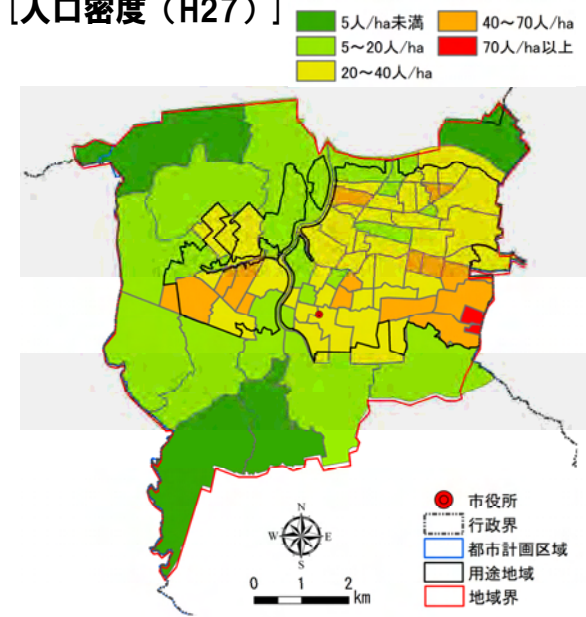 [人口密度（H27）]
5人/ha未満
40～70人/ha
5～20人/ha
70人/ha以上
20～40人/ha
N
W
E
S
0 1 2
km
市役所
行政界
都市計画区域
用途地域
地域界